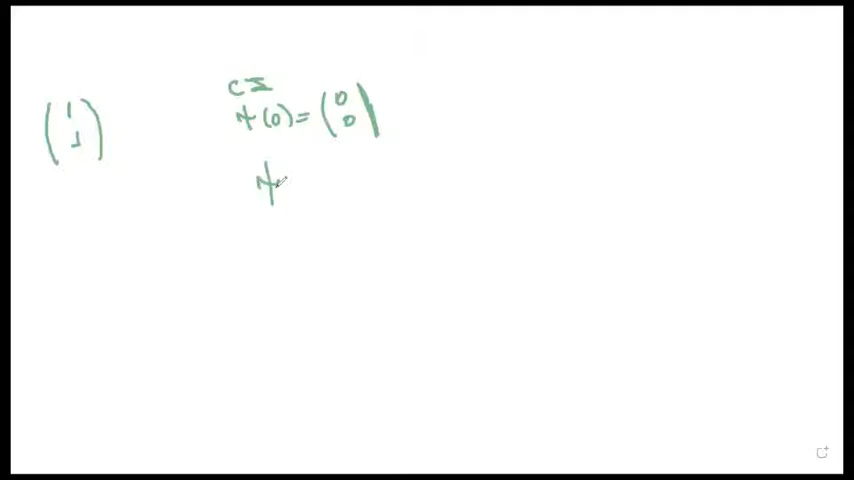 (1
1)
CI
ψ(0) = (0
0)
ψ